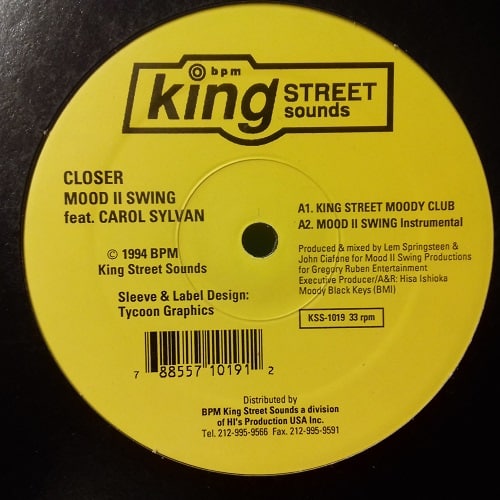 bpm
king STREET
sounds
CLOSER
MOOD II SWING
feat. CAROL SYLVAN
© 1994 BPM
King Street Sounds
Sleeve & Label Design:
Tycoon Graphics
A1. KING STREET MOODY CLUB
A2. MOOD II SWING Instrumental
Produced & mixed by Lem Springsteen &
John Ciafone for Mood II Swing Productions
for Gregory Ruben Entertainment
Executive Producer/A&R: Hisa Ishioka
Moody Black Keys (BMI)
KSS-1019 33 rpm
7 88557 10191 2
Distributed by
BPM King Street Sounds a division
of HI's Production USA Inc.
Tel. 212-995-9566 Fax. 212-995-9591